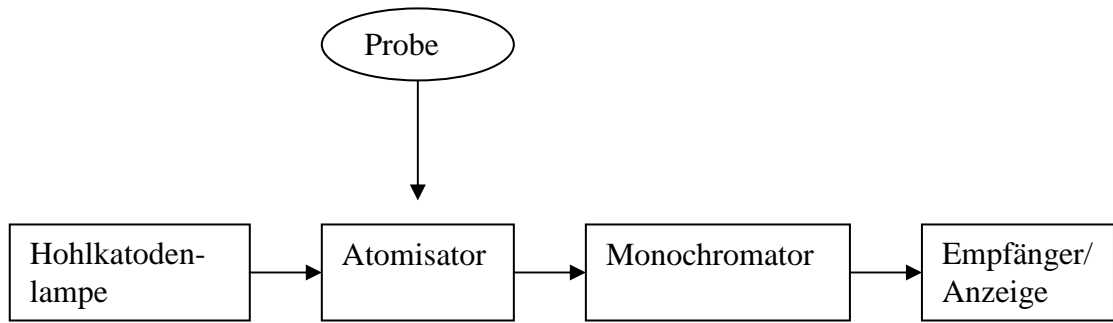 Probe
Hohlkatoden-
lampe
Atomisator
Monochromator
Empfänger/
Anzeige